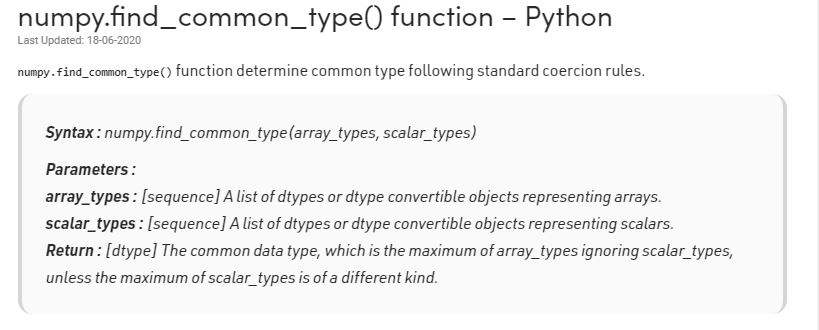 numpy.find_common_type() function – Python
Last Updated: 18-06-2020
numpy.find_common_type() function determine common type following standard coercion rules.
Syntax : numpy.find_common_type(array_types, scalar_types)
Parameters :
array_types : [sequence] A list of dtypes or dtype convertible objects representing arrays.
scalar_types : [sequence] A list of dtypes or dtype convertible objects representing scalars.
Return : [dtype] The common data type, which is the maximum of array_types ignoring scalar_types,
unless the maximum of scalar_types is of a different kind.